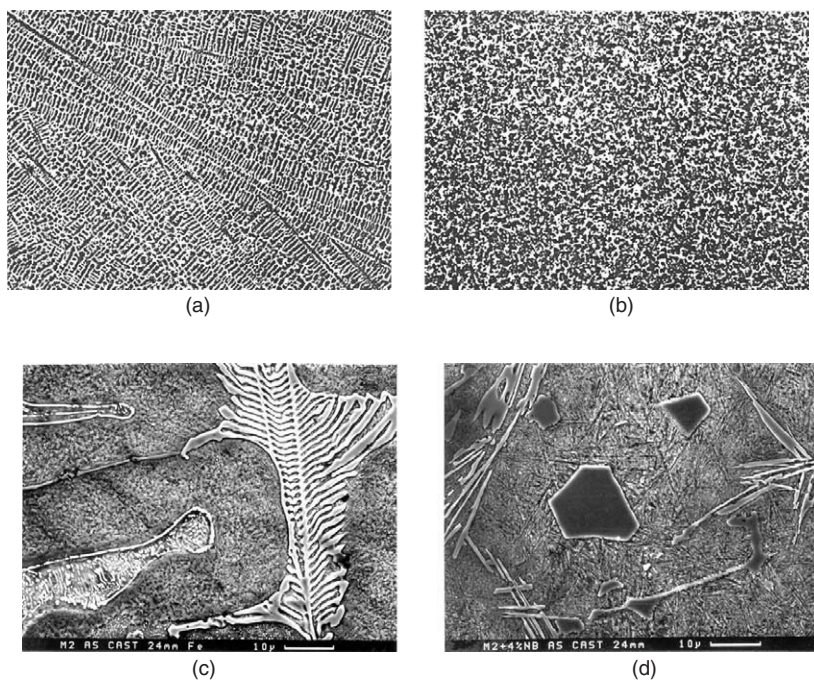 (a)
(b)
M2 AS CAST 24mm Fe 10μ
M2+4%NB AS CAST 24mm 10μ
(c)
(d)